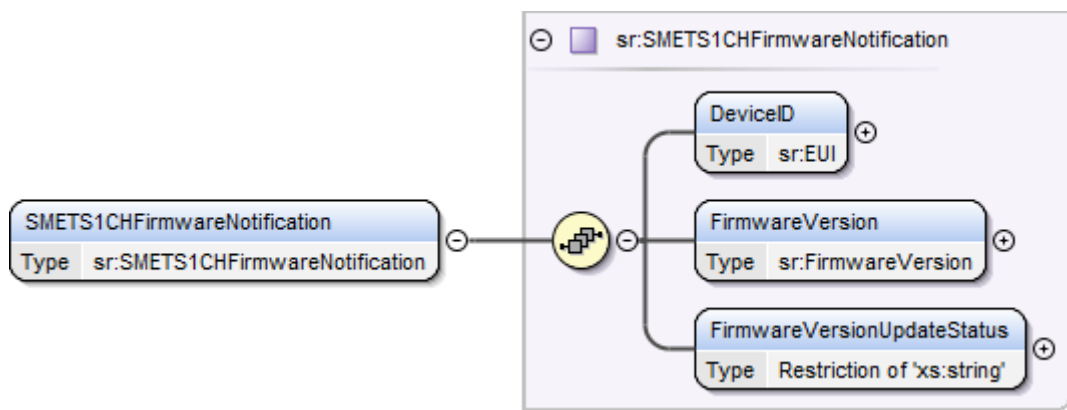 sr:SMETS1CHFirmwareNotification
DeviceID
Type sr:EUI
SMETS1CHFirmwareNotification
Type sr:SMETS1CHFirmwareNotification
FirmwareVersion
Type sr:FirmwareVersion
FirmwareVersionUpdateStatus
Type Restriction of 'xs:string'